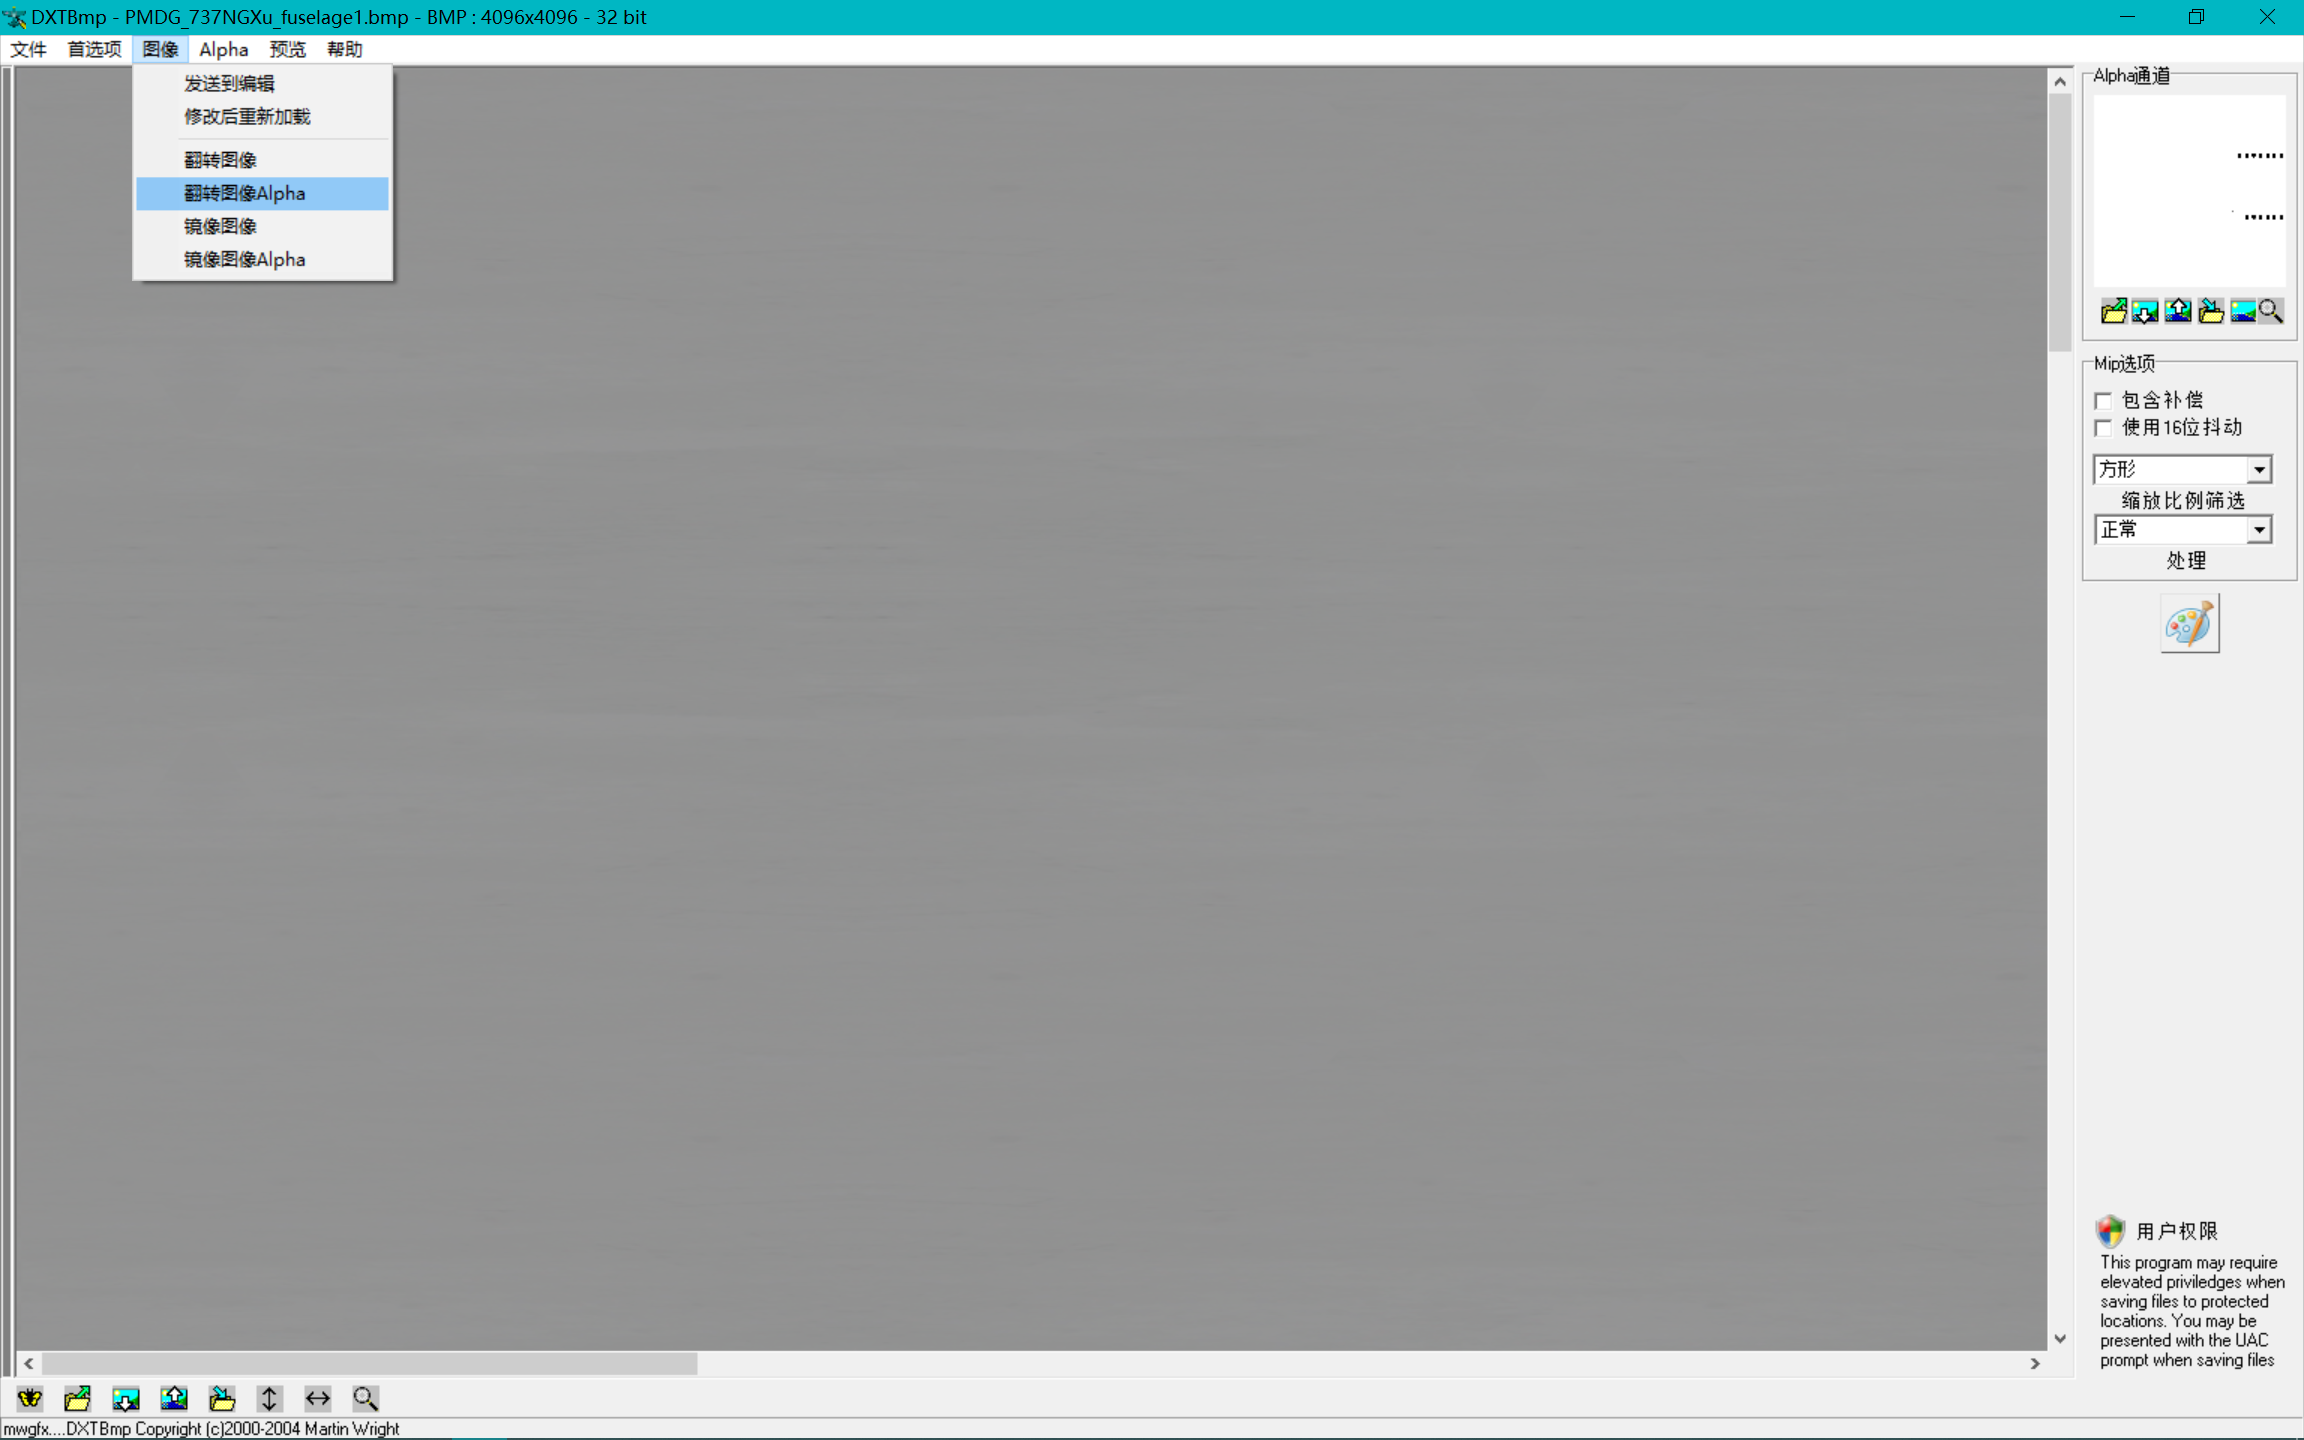 DXTBmp - PMDG_737NGXu_fuselage1.bmp - BMP : 4096x4096 - 32 bit
文件 首选项 图像 Alpha 预览 帮助
发送到编辑
修改后重新加载
翻转图像
翻转图像Alpha
镜像图像
镜像图像Alpha
Alpha通道
Mip选项
包含补偿
使用16位抖动
方形
缩放比例筛选
正常
处理
用户权限
This program may require
elevated priviledges when
saving files to protected
locations. You may be
presented with the UAC
prompt when saving files
mwgfx....DXTBmp Copyright (c)2000-2004 Martin Wright